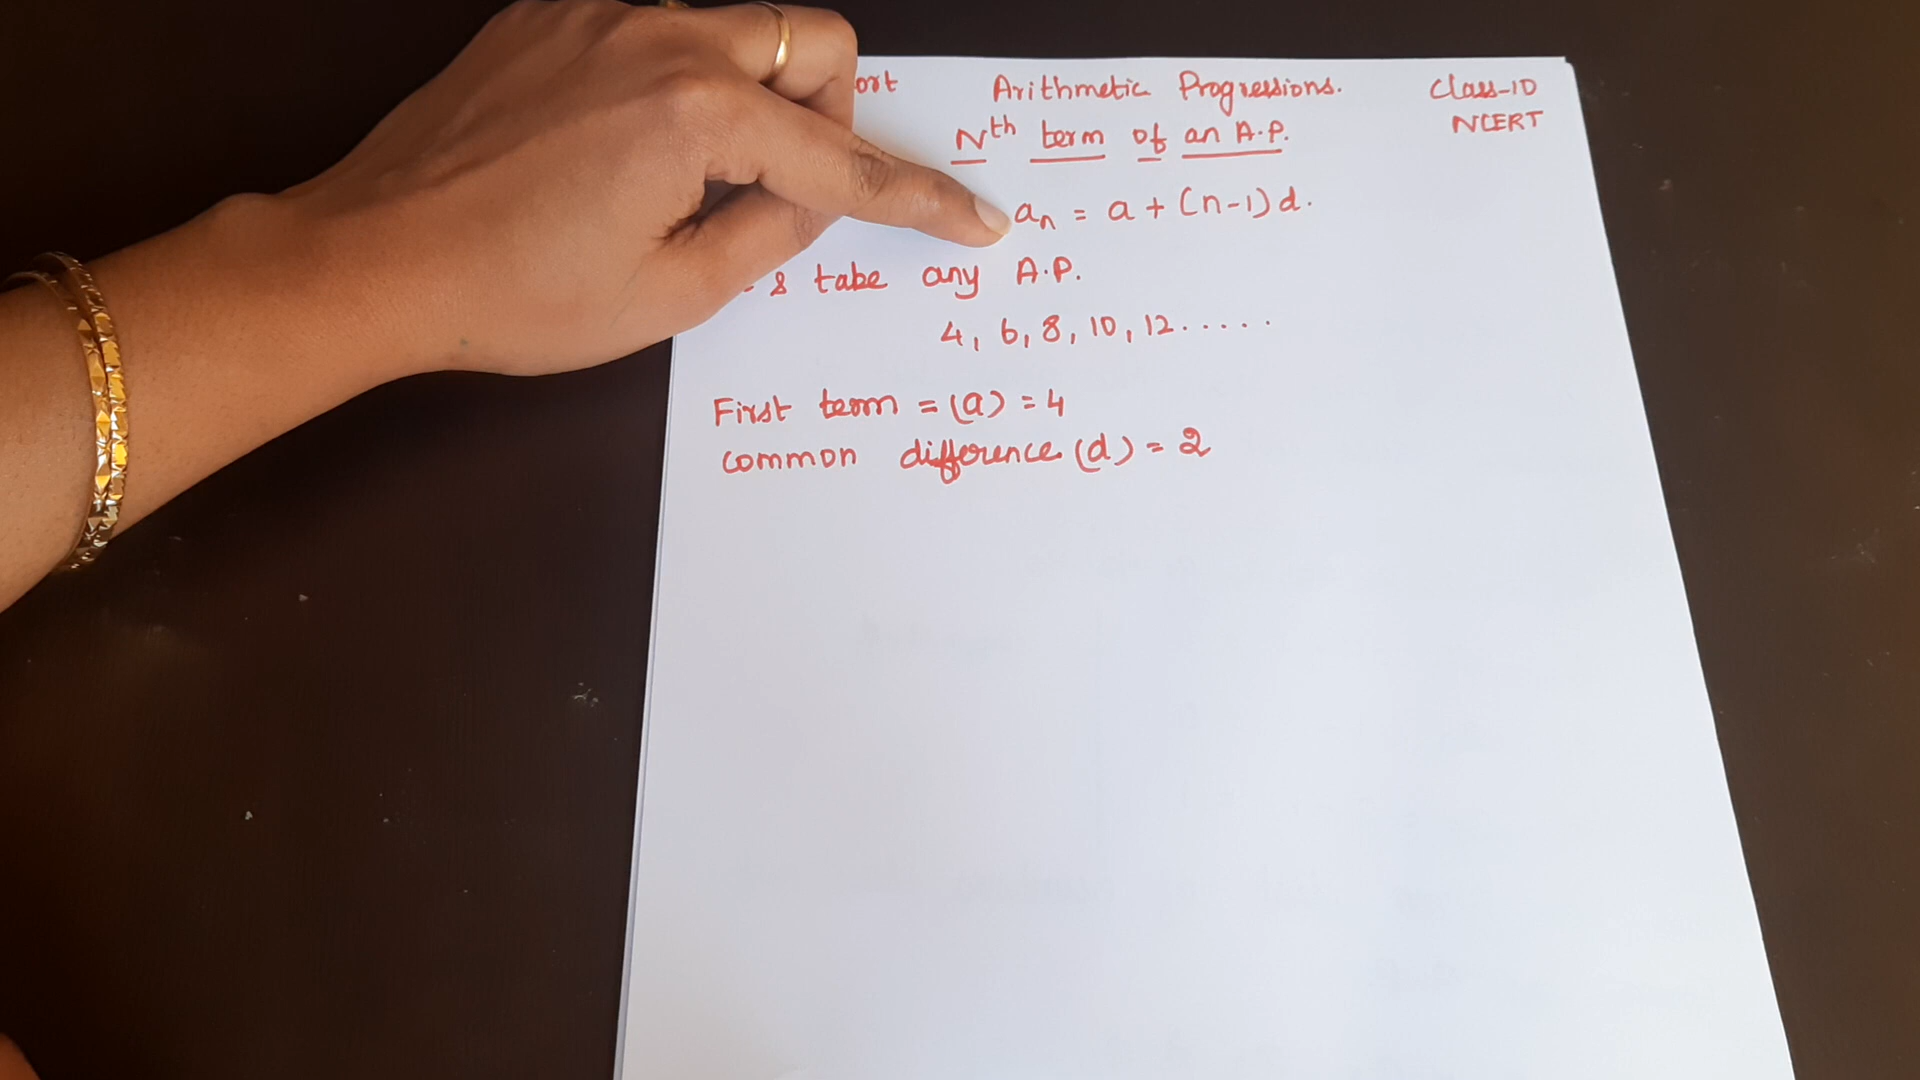 Arithmetic Progressions. Class-10
NCERT
Nth term of an A.P.
an = a + (n-1) d.
take any A.P.
4, 6, 8, 10, 12.....
First term = (a) = 4
common difference (d) = 2